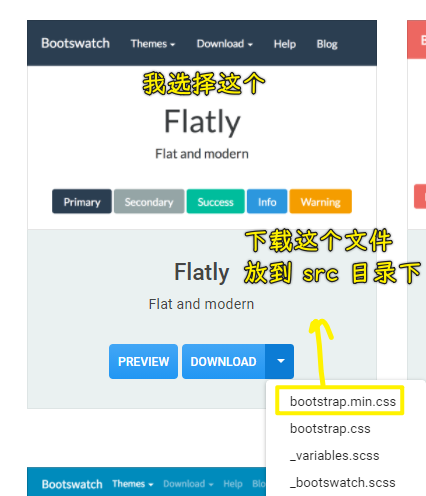 Bootswatch Themes Download Help Blog
我选择这个
Flatly
Flat and modern
Primary Secondary Success Info Warning
下载这个文件
放到 src 目录下
Flatly
Flat and modern
PREVIEW DOWNLOAD
bootstrap.min.css
bootstrap.css
_variables.scss
_bootswatch.scss
Bootswatch Themes Download Help Blo